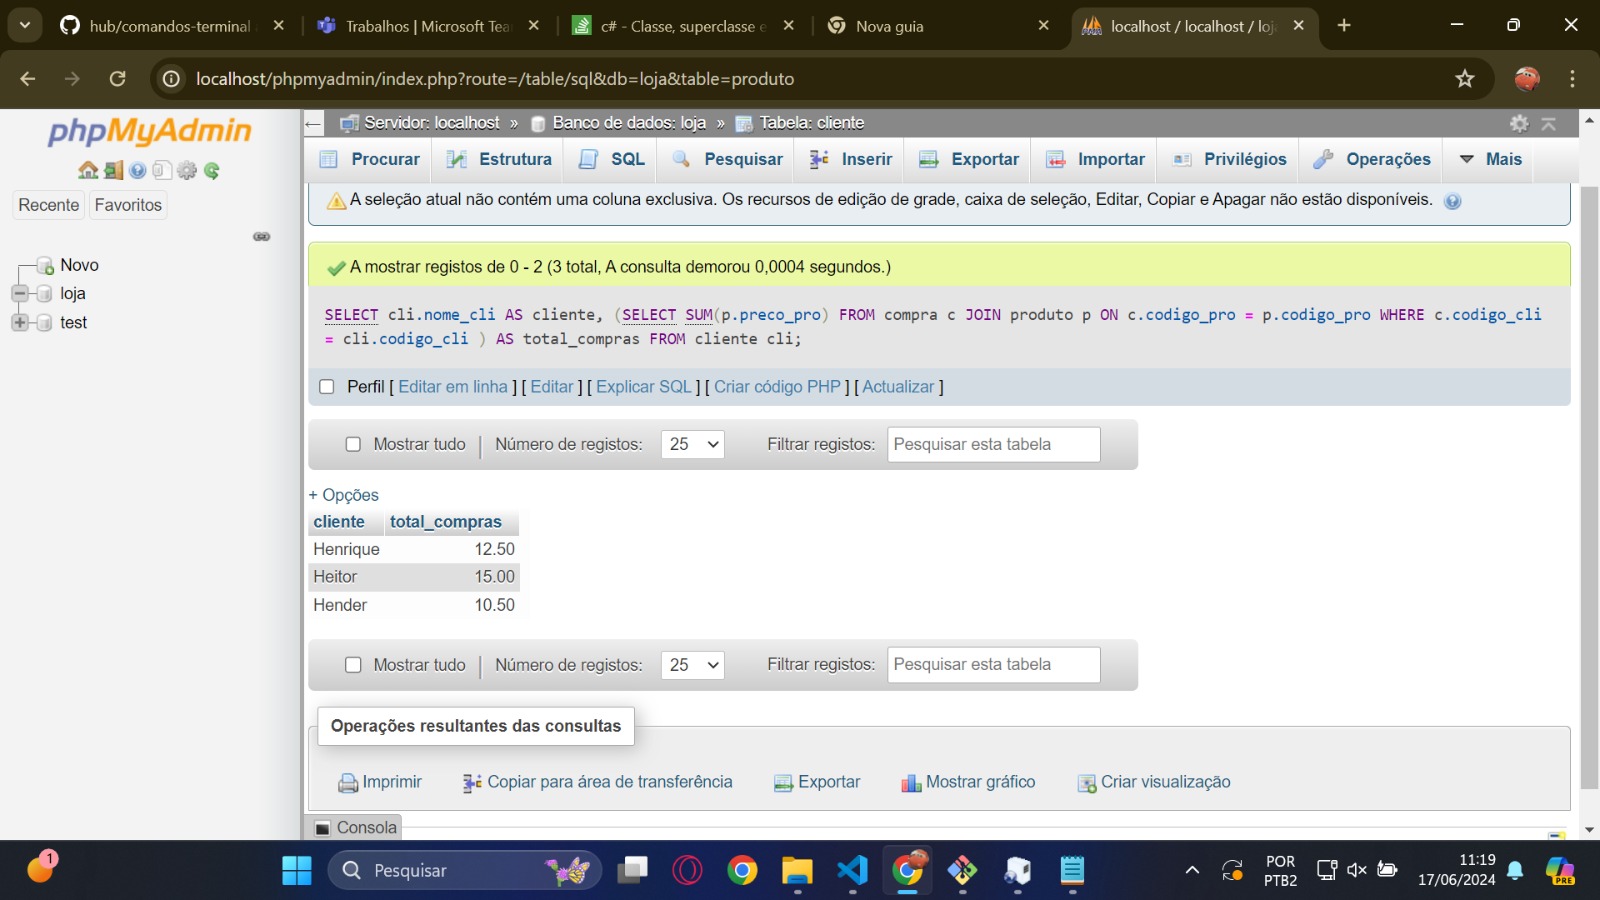 hub/comandos-terminal
Trabalhos | Microsoft Tea
c# - Classe, superclasse e
Nova guia
localhost / localhost / loj
localhost/phpmyadmin/index.php?route=/table/sql&db=loja&table=produto
phpMyAdmin
Recente Favoritos
Novo
loja
test
Servidor: localhost » Banco de dados: loja » Tabela: cliente
Procurar Estrutura SQL Pesquisar Inserir Exportar Importar Privilégios Operações Mais
A seleção atual não contém uma coluna exclusiva. Os recursos de edição de grade, caixa de seleção, Editar, Copiar e Apagar não estão disponíveis.
A mostrar registos de 0 - 2 (3 total, A consulta demorou 0,0004 segundos.)
SELECT cli.nome_cli AS cliente, (SELECT SUM(p.preco_pro) FROM compra c JOIN produto p ON c.codigo_pro = p.codigo_pro WHERE c.codigo_cli
= cli.codigo_cli ) AS total_compras FROM cliente cli;
Perfil [ Editar em linha ] [ Editar ] [ Explicar SQL ] [ Criar código PHP ] [ Actualizar ]
Mostrar tudo | Número de registos: 25 Filtrar registos: Pesquisar esta tabela
+ Opções
cliente total_compras
Henrique 12.50
Heitor 15.00
Hender 10.50
Mostrar tudo | Número de registos: 25 Filtrar registos: Pesquisar esta tabela
Operações resultantes das consultas
Imprimir Copiar para área de transferência Exportar Mostrar gráfico Criar visualização
Consola
1
Pesquisar
POR
PTB2
11:19
17/06/2024
PRE